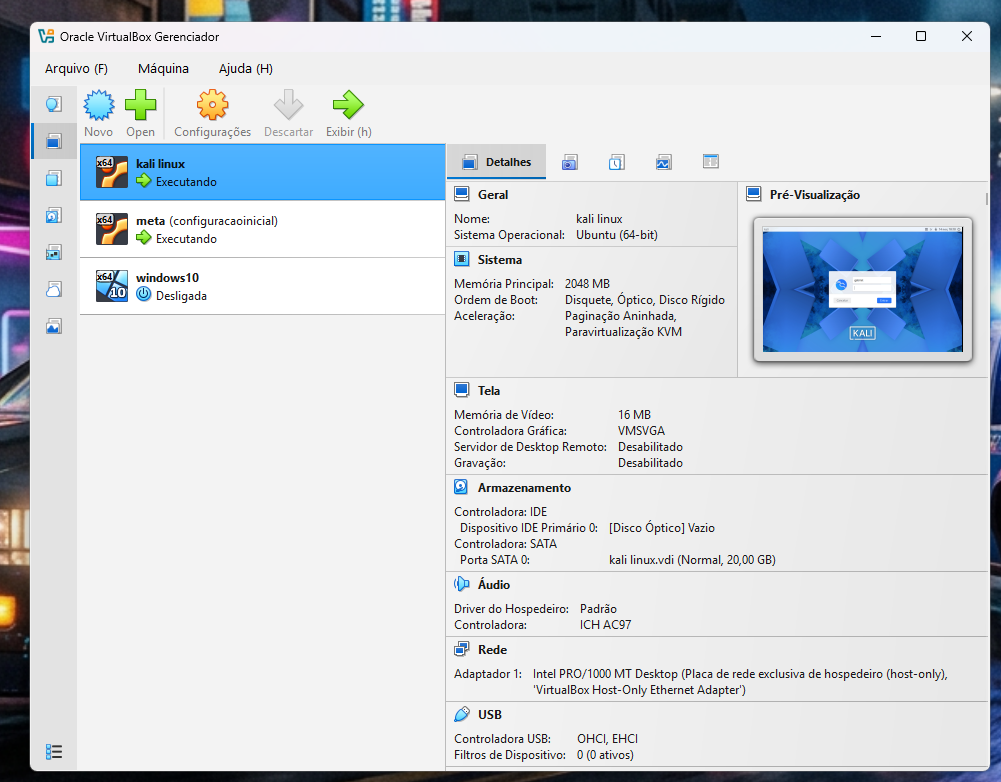 Oracle VirtualBox Gerenciador
Arquivo (F) Máquina Ajuda (H)
Novo Open Configurações Descartar Exibir (h)
x64 kali linux
Executando
x64 meta (configuracaoinicial)
Executando
x64 10 windows10
Desligada
Detalhes
Geral
Nome: kali linux
Sistema Operacional: Ubuntu (64-bit)
Pré-Visualização
KALI
Sistema
Memória Principal: 2048 MB
Ordem de Boot: Disquete, Óptico, Disco Rígido
Aceleração: Paginação Aninhada,
Paravirtualização KVM
Tela
Memória de Vídeo: 16 MB
Controladora Gráfica: VMSVGA
Servidor de Desktop Remoto: Desabilitado
Gravação: Desabilitado
Armazenamento
Controladora: IDE
Dispositivo IDE Primário 0: [Disco Óptico] Vazio
Controladora: SATA
Porta SATA 0: kali linux.vdi (Normal, 20,00 GB)
Áudio
Driver do Hospedeiro: Padrão
Controladora: ICH AC97
Rede
Adaptador 1: Intel PRO/1000 MT Desktop (Placa de rede exclusiva de hospedeiro (host-only),
'VirtualBox Host-Only Ethernet Adapter')
USB
Controladora USB: OHCI, EHCI
Filtros de Dispositivo: 0 (0 ativos)